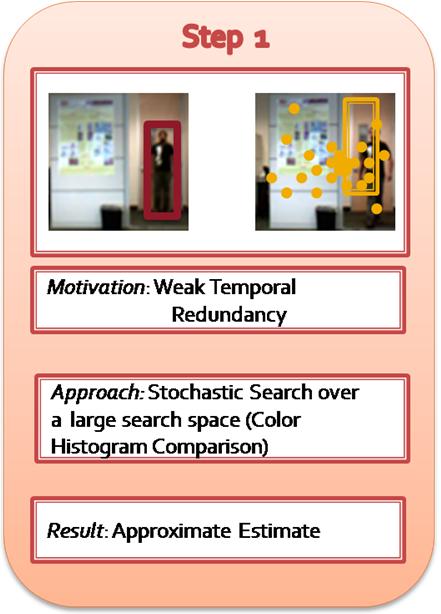 Step 1
Motivation: Weak Temporal
Redundancy
Approach: Stochastic Search over
a large search space (Color
Histogram Comparison)
Result: Approximate Estimate